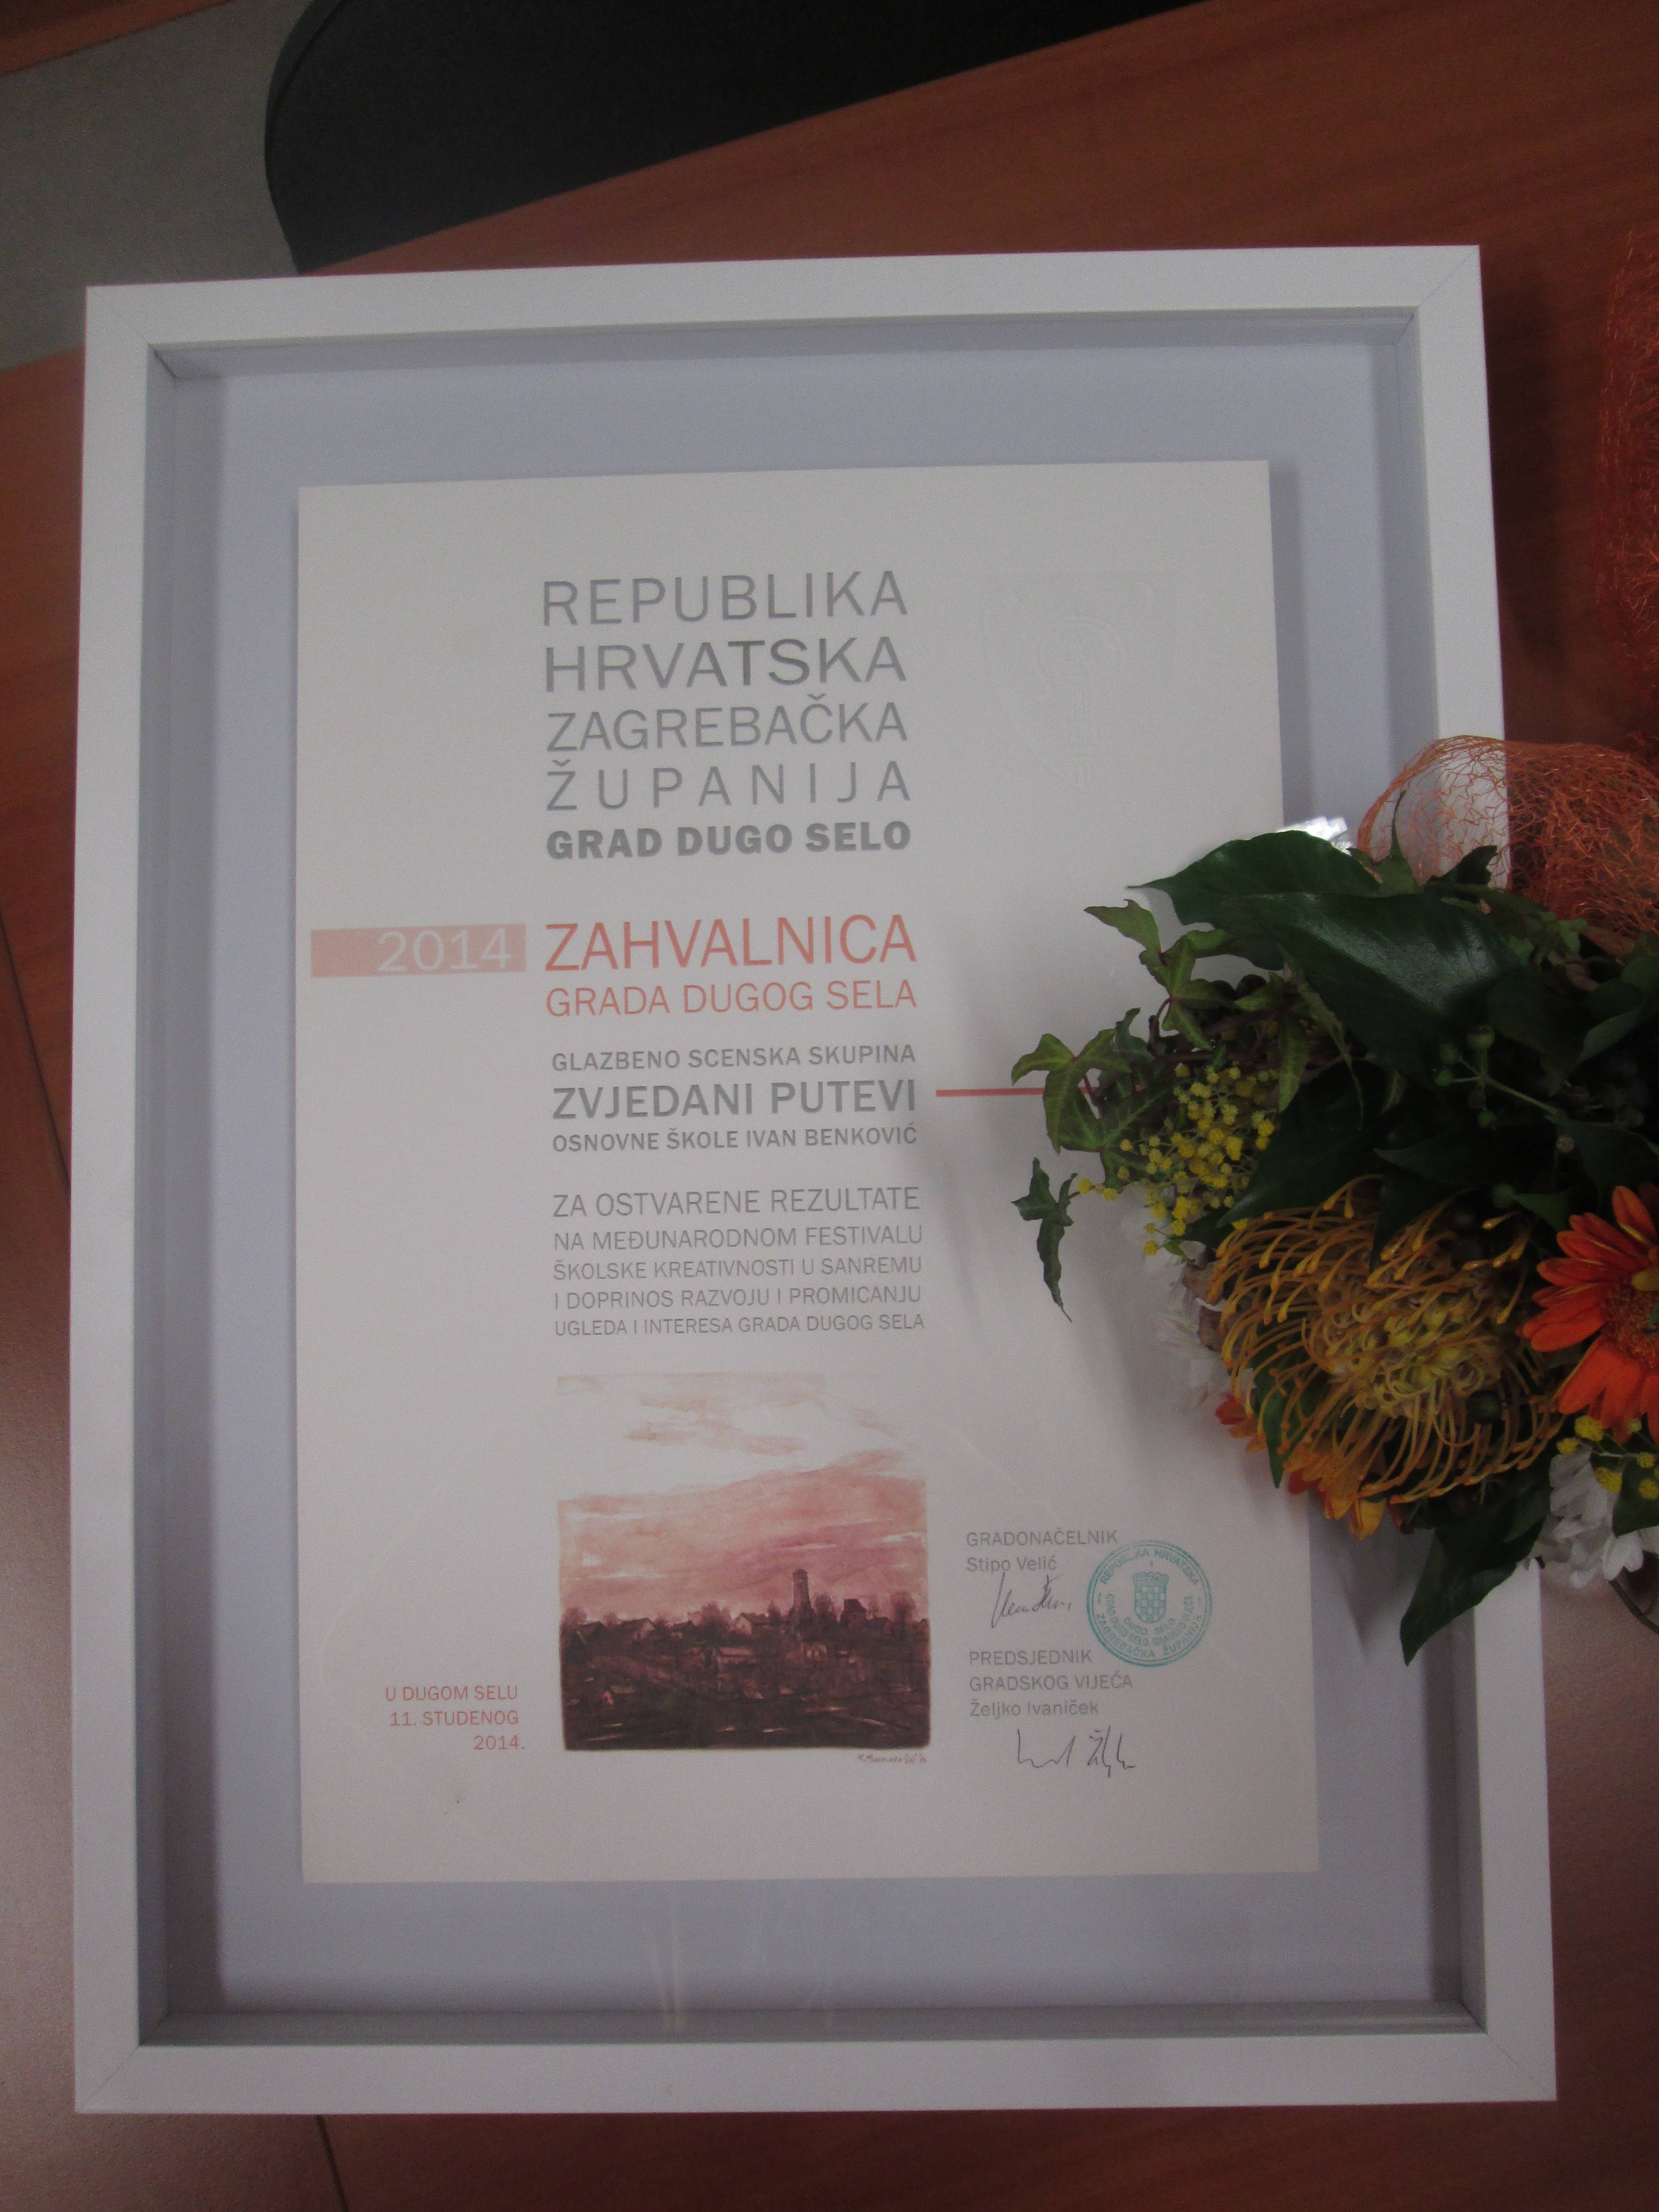 REPUBLIKA
HRVATSKA
ZAGREBAČKA
ŽUPANIJA
GRAD DUGO SELO
2014 ZAHVALNICA
GRADA DUGOG SELA
GLAZBENO SCENSKA SKUPINA
ZVJEDANI PUTEVI
OSNOVNE ŠKOLE IVAN BENKOVIĆ
ZA OSTVARENE REZULTATE
NA MEĐUNARODNOM FESTIVALU
ŠKOLSKE KREATIVNOSTI U SANREMU
I DOPRINOS RAZVOJU I PROMICANJU
UGLEDA I INTERESA GRADA DUGOG SELA
GRADONAČELNIK
Stipo Velić
REPUBLIKA HRVATSKA
ZAGREBAČKA ŽUPANIJA
DUGO SELO
PREDSJEDNIK
GRADSKOG VIJEĆA
Željko Ivaniček
U DUGOM SELU
11. STUDENOG
2014.